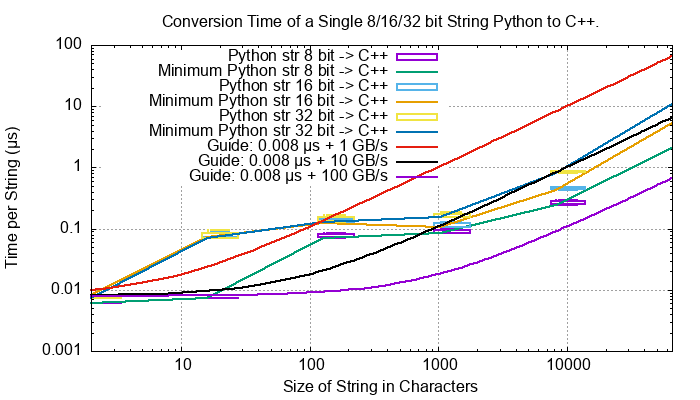 Conversion Time of a Single 8/16/32 bit String Python to C++.
100
10
1
0.1
0.01
0.001
Time per String (µs)
Python str 8 bit -> C++
Minimum Python str 8 bit -> C++
Python str 16 bit -> C++
Minimum Python str 16 bit -> C++
Python str 32 bit -> C++
Minimum Python str 32 bit -> C++
Guide: 0.008 µs + 1 GB/s
Guide: 0.008 µs + 10 GB/s
Guide: 0.008 µs + 100 GB/s
10
100
1000
10000
Size of String in Characters